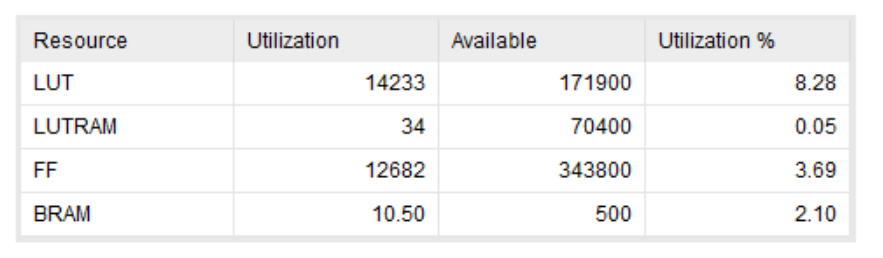 Resource Utilization Available Utilization %
LUT 14233 171900 8.28
LUTRAM 34 70400 0.05
FF 12682 343800 3.69
BRAM 10.50 500 2.10